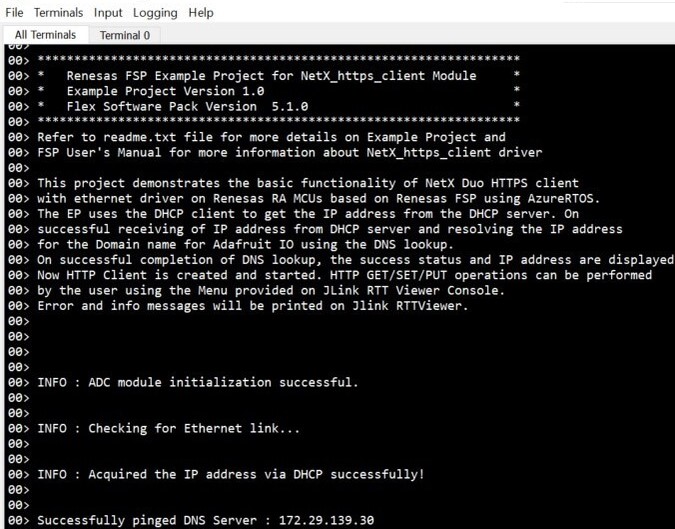 File Terminals Input Logging Help
All Terminals Terminal 0
00>
00> *******************************************************************
00> * Renesas FSP Example Project for NetX_https_client Module *
00> * Example Project Version 1.0 *
00> * Flex Software Pack Version 5.1.0 *
00> *******************************************************************
00> Refer to readme.txt file for more details on Example Project and
00> FSP User's Manual for more information about NetX_https_client driver
00>
00> This project demonstrates the basic functionality of NetX Duo HTTPS client
00> with ethernet driver on Renesas RA MCUs based on Renesas FSP using AzureRTOS.
00> The EP uses the DHCP client to get the IP address from the DHCP server. On
00> successful receiving of IP address from DHCP server and resolving the IP address
00> for the Domain name for Adafruit IO using the DNS lookup.
00> On successful completion of DNS lookup, the success status and IP address are displayed
00> Now HTTP Client is created and started. HTTP GET/SET/PUT operations can be performed
00> by the user using the Menu provided on JLink RTT Viewer Console.
00> Error and info messages will be printed on Jlink RTTViewer.
00>
00>
00>
00>
00> INFO : ADC module initialization successful.
00>
00>
00> INFO : Checking for Ethernet link...
00>
00>
00> INFO : Acquired the IP address via DHCP successfully!
00>
00>
00> Successfully pinged DNS Server : 172.29.139.30